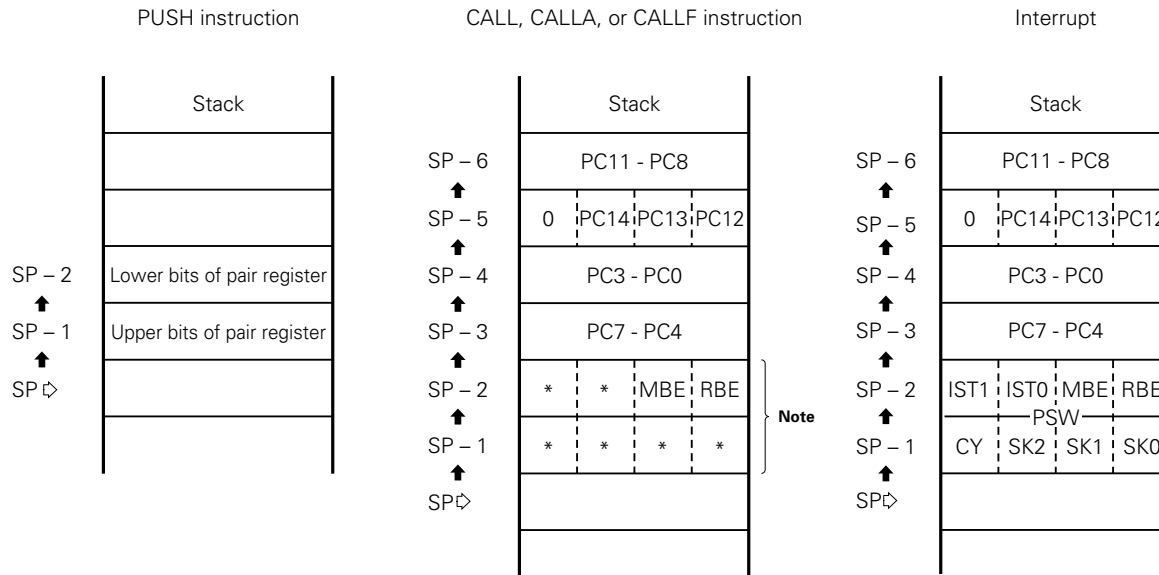 PUSH instruction
Stack
SP – 2 Lower bits of pair register
SP – 1 Upper bits of pair register
SP
CALL, CALLA, or CALLF instruction
Stack
SP – 6 PC11 - PC8
SP – 5 0 PC14 PC13 PC12
SP – 4 PC3 - PC0
SP – 3 PC7 - PC4
SP – 2 * * MBE RBE
Note
SP – 1 * * * *
SP
Interrupt
Stack
SP – 6 PC11 - PC8
SP – 5 0 PC14 PC13 PC12
SP – 4 PC3 - PC0
SP – 3 PC7 - PC4
SP – 2 IST1 IST0 MBE RBE
PSW
SP – 1 CY SK2 SK1 SK0
SP